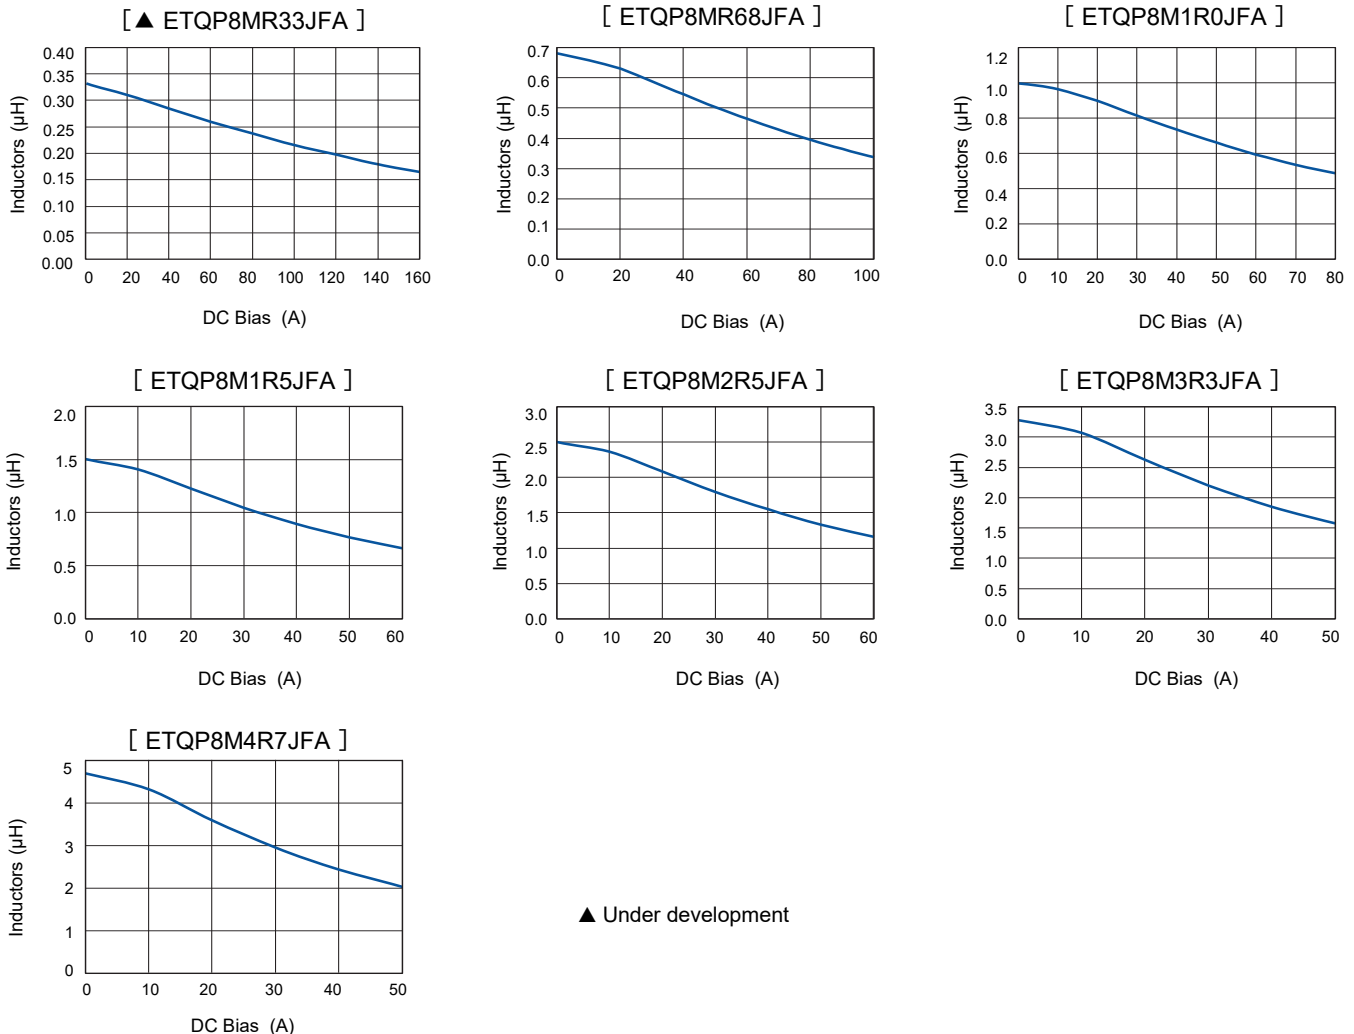 [▲ ETQP8MR33JFA ]
Inductors (µH)
0.40
0.35
0.30
0.25
0.20
0.15
0.10
0.05
0.00
0 20 40 60 80 100 120 140 160
DC Bias (A)
[ ETQP8MR68JFA ]
Inductors (µH)
0.7
0.6
0.5
0.4
0.3
0.2
0.1
0.0
0 20 40 60 80 100
DC Bias (A)
[ ETQP8M1R0JFA ]
Inductors (µH)
1.2
1.0
0.8
0.6
0.4
0.2
0.0
0 10 20 30 40 50 60 70 80
DC Bias (A)
[ ETQP8M1R5JFA ]
Inductors (µH)
2.0
1.5
1.0
0.5
0.0
0 10 20 30 40 50 60
DC Bias (A)
[ ETQP8M2R5JFA ]
Inductors (µH)
3.0
2.5
2.0
1.5
1.0
0.5
0.0
0 10 20 30 40 50 60
DC Bias (A)
[ ETQP8M3R3JFA ]
Inductors (µH)
3.5
3.0
2.5
2.0
1.5
1.0
0.5
0.0
0 10 20 30 40 50
DC Bias (A)
[ ETQP8M4R7JFA ]
Inductors (µH)
5
4
3
2
1
0
0 10 20 30 40 50
DC Bias (A)
▲ Under development